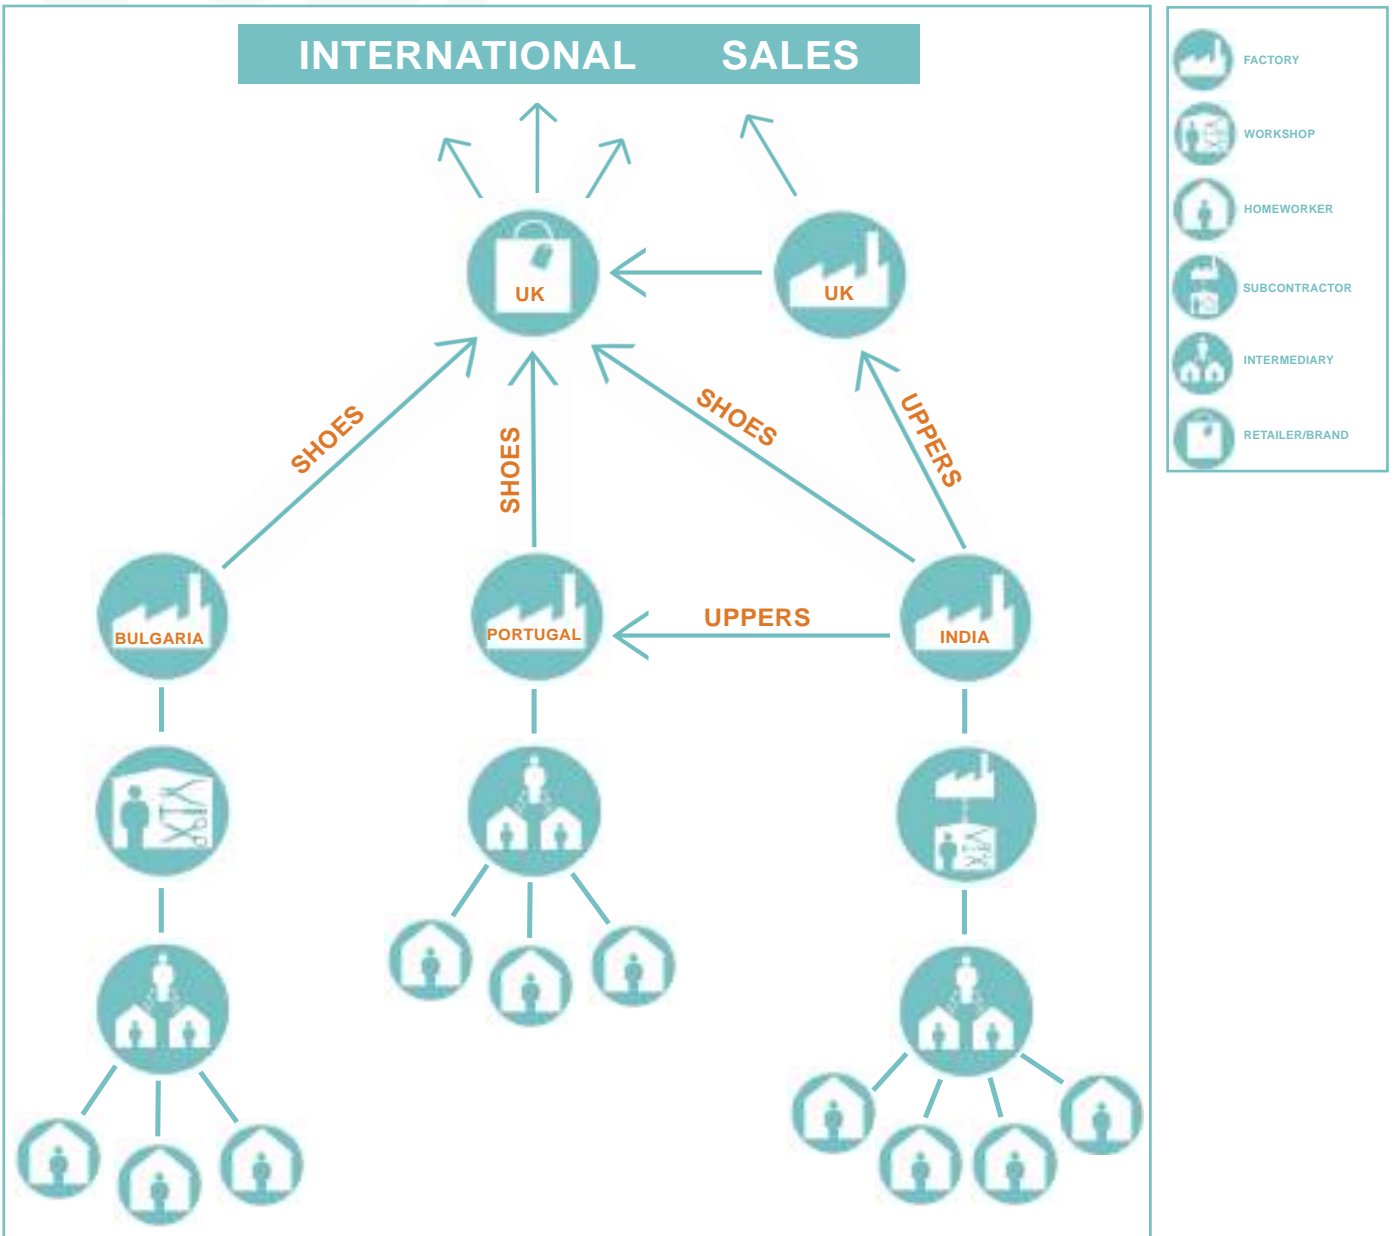 INTERNATIONAL SALES
UK
UK
SHOES
SHOES
SHOES
UPPERS
BULGARIA
PORTUGAL
UPPERS
INDIA
FACTORY
WORKSHOP
HOMEWORKER
SUBCONTRACTOR
INTERMEDIARY
RETAILER/BRAND